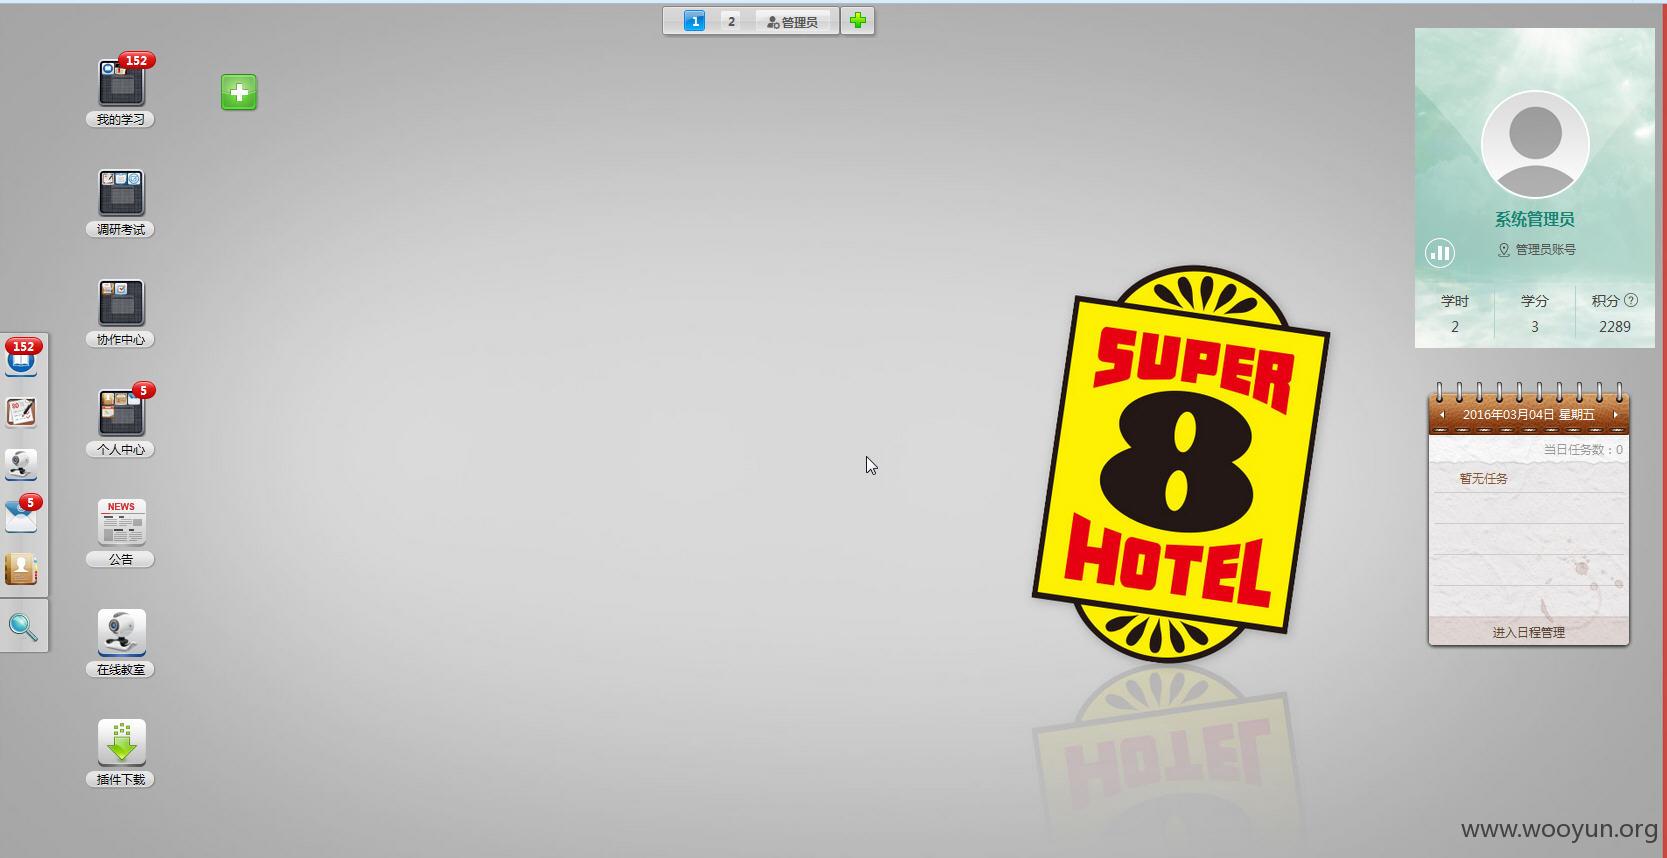 1 2 管理员
152
我的学习
调研考试
协作中心
5
个人中心
NEWS
公告
在线教室
插件下载
152
5
SUPER
8
HOTEL
系统管理员
管理员账号
学时 学分 积分 ?
2 3 2289
2016年03月04日 星期五
当日任务数：0
暂无任务
进入日程管理
www.wooyun.org